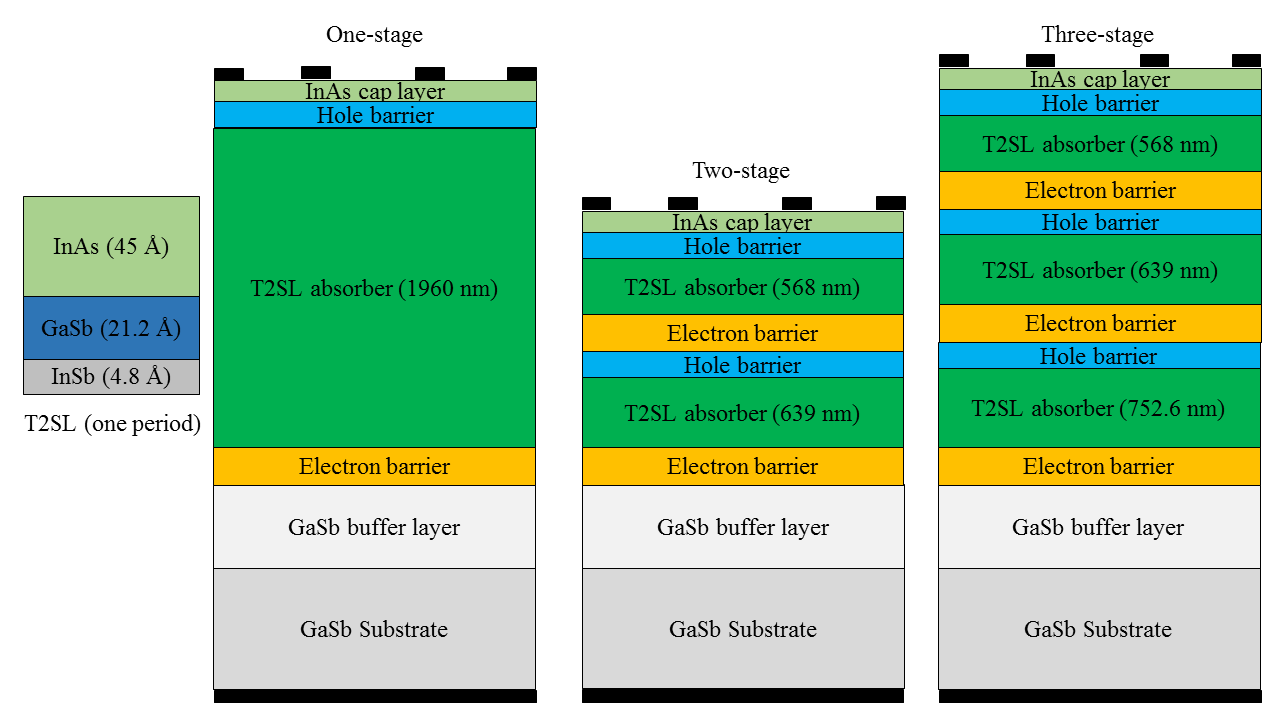 One-stage
InAs cap layer
Hole barrier
T2SL absorber (1960 nm)
Electron barrier
GaSb buffer layer
GaSb Substrate
InAs (45 Å)
GaSb (21.2 Å)
InSb (4.8 Å)
T2SL (one period)
Two-stage
InAs cap layer
Hole barrier
T2SL absorber (568 nm)
Electron barrier
Hole barrier
T2SL absorber (639 nm)
Electron barrier
GaSb buffer layer
GaSb Substrate
Three-stage
InAs cap layer
Hole barrier
T2SL absorber (568 nm)
Electron barrier
Hole barrier
T2SL absorber (639 nm)
Electron barrier
Hole barrier
T2SL absorber (752.6 nm)
Electron barrier
GaSb buffer layer
GaSb Substrate